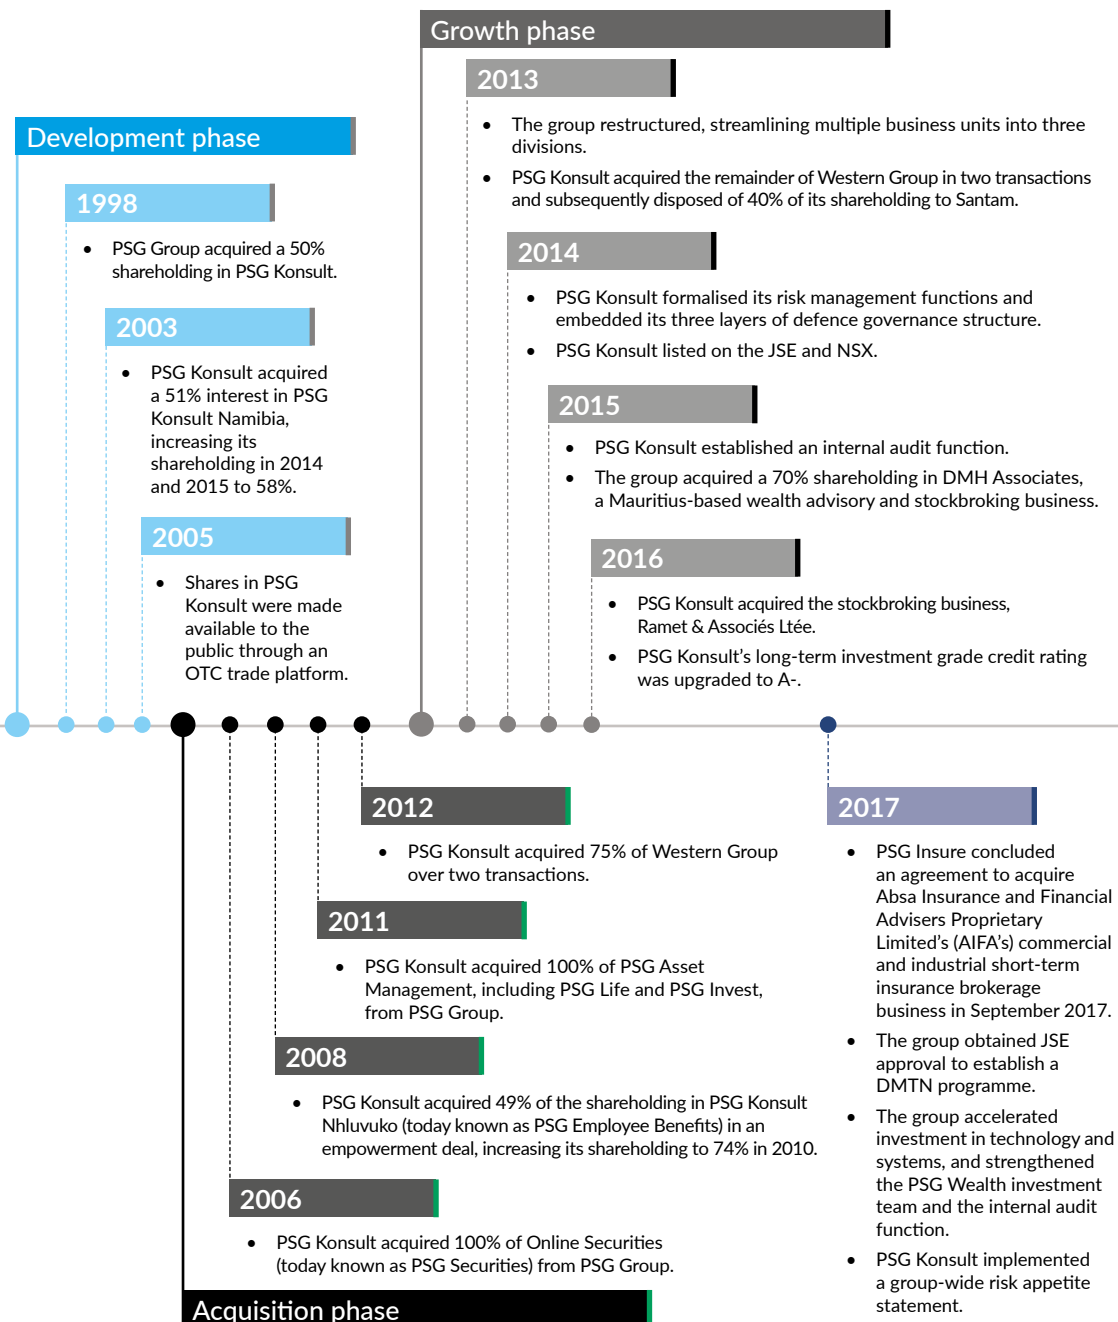 Development phase
1998
• PSG Group acquired a 50%
shareholding in PSG Konsult.
2003
• PSG Konsult acquired
a 51% interest in PSG
Konsult Namibia,
increasing its
shareholding in 2014
and 2015 to 58%.
2005
• Shares in PSG
Konsult were made
available to the
public through an
OTC trade platform.
Growth phase
2013
• The group restructured, streamlining multiple business units into three
divisions.
• PSG Konsult acquired the remainder of Western Group in two transactions
and subsequently disposed of 40% of its shareholding to Santam.
2014
• PSG Konsult formalised its risk management functions and
embedded its three layers of defence governance structure.
• PSG Konsult listed on the JSE and NSX.
2015
• PSG Konsult established an internal audit function.
• The group acquired a 70% shareholding in DMH Associates,
a Mauritius-based wealth advisory and stockbroking business.
2016
• PSG Konsult acquired the stockbroking business,
Ramet & Associés Ltée.
• PSG Konsult's long-term investment grade credit rating
was upgraded to A-.
2012
• PSG Konsult acquired 75% of Western Group
over two transactions.
2011
• PSG Konsult acquired 100% of PSG Asset
Management, including PSG Life and PSG Invest,
from PSG Group.
2008
• PSG Konsult acquired 49% of the shareholding in PSG Konsult
Nhluvuko (today known as PSG Employee Benefits) in an
empowerment deal, increasing its shareholding to 74% in 2010.
2006
• PSG Konsult acquired 100% of Online Securities
(today known as PSG Securities) from PSG Group.
Acquisition phase
2017
• PSG Insure concluded
an agreement to acquire
Absa Insurance and Financial
Advisers Proprietary
Limited's (AIFA's) commercial
and industrial short-term
insurance brokerage
business in September 2017.
• The group obtained JSE
approval to establish a
DMTN programme.
• The group accelerated
investment in technology and
systems, and strengthened
the PSG Wealth investment
team and the internal audit
function.
• PSG Konsult implemented
a group-wide risk appetite
statement.